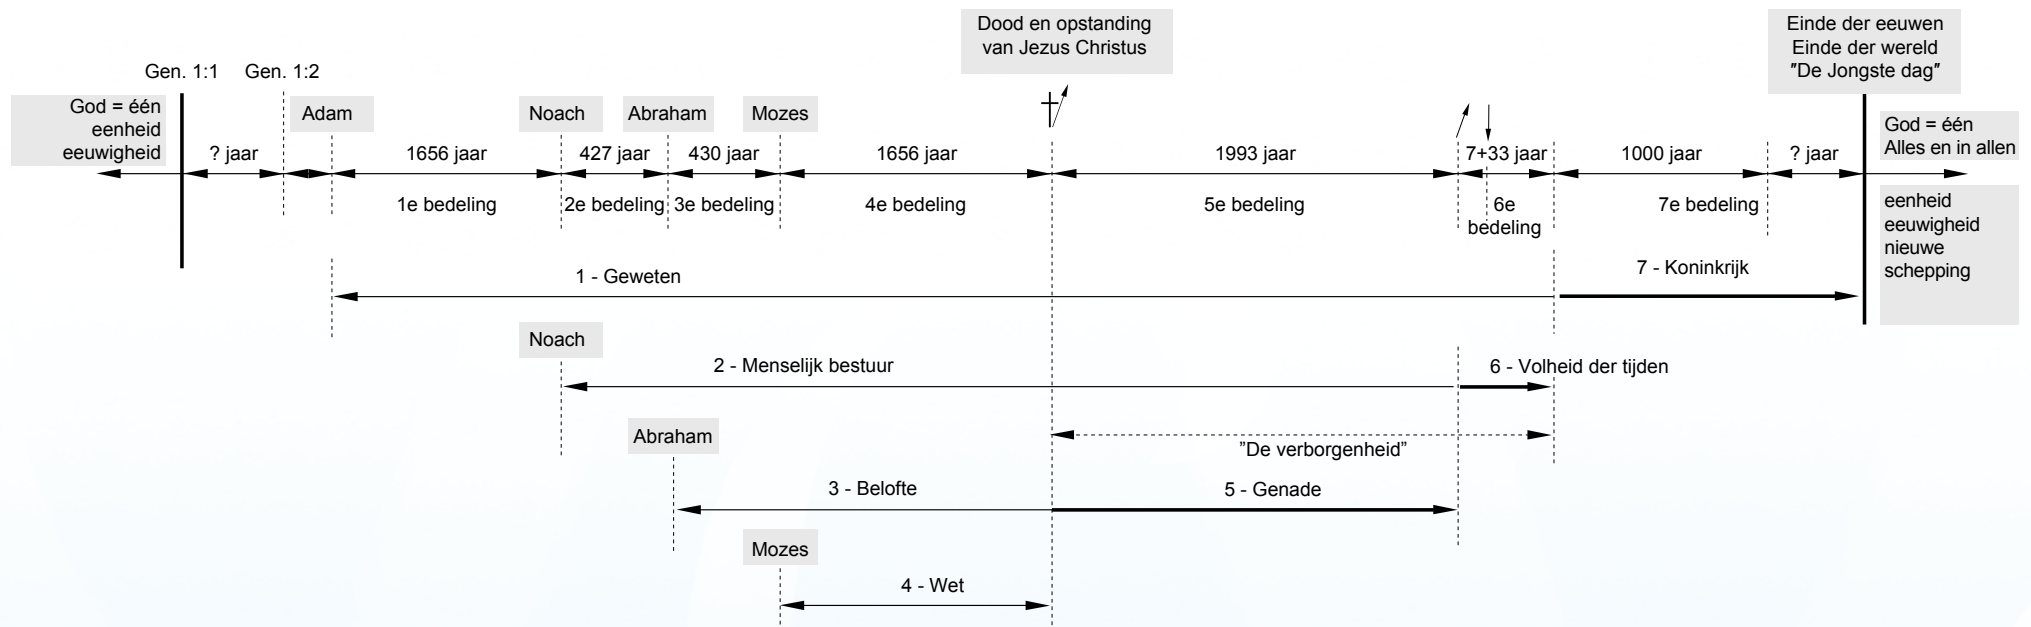 Dood en opstanding
van Jezus Christus
Einde der eeuwen
Einde der wereld
"De Jongste dag"
Gen. 1:1
Gen. 1:2
God = één
eenheid
eeuwigheid
Adam
Noach
Abraham
Mozes
God = één
Alles en in allen
? jaar
1656 jaar
427 jaar
430 jaar
1656 jaar
1993 jaar
7+33 jaar
1000 jaar
? jaar
1e bedeling
2e bedeling
3e bedeling
4e bedeling
5e bedeling
6e
bedeling
7e bedeling
eenheid
eeuwigheid
nieuwe
schepping
1 - Geweten
7 - Koninkrijk
Noach
2 - Menselijk bestuur
6 - Volheid der tijden
Abraham
"De verborgenheid"
3 - Belofte
5 - Genade
Mozes
4 - Wet